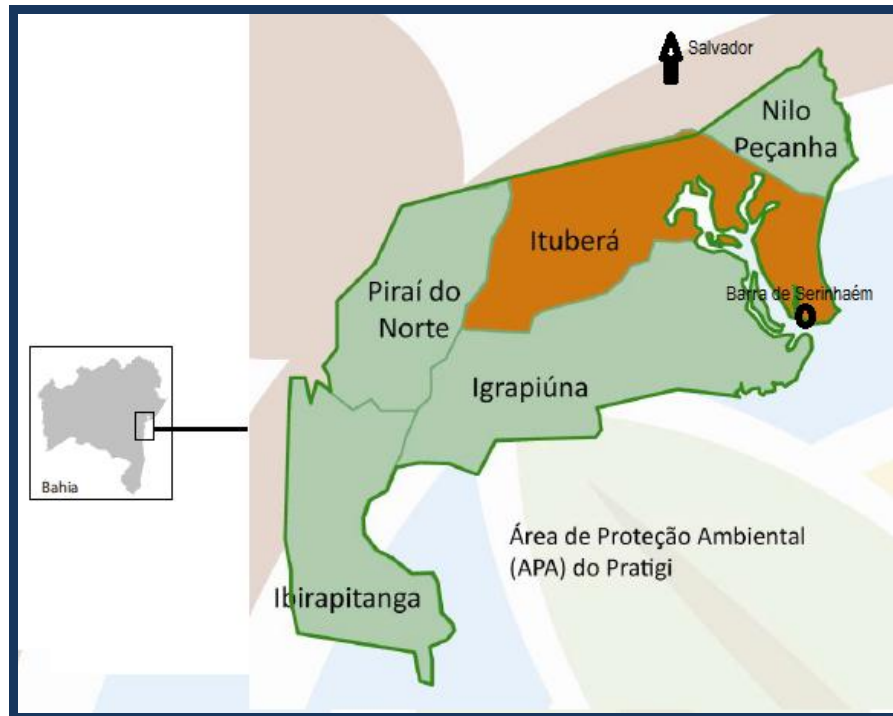 Salvador
Nilo
Peçanha
Ituberá
Barra de Serinhaém
Piraí do
Norte
Igrapiúna
Bahia
Área de Proteção Ambiental
(APA) do Pratigi
Ibirapitanga